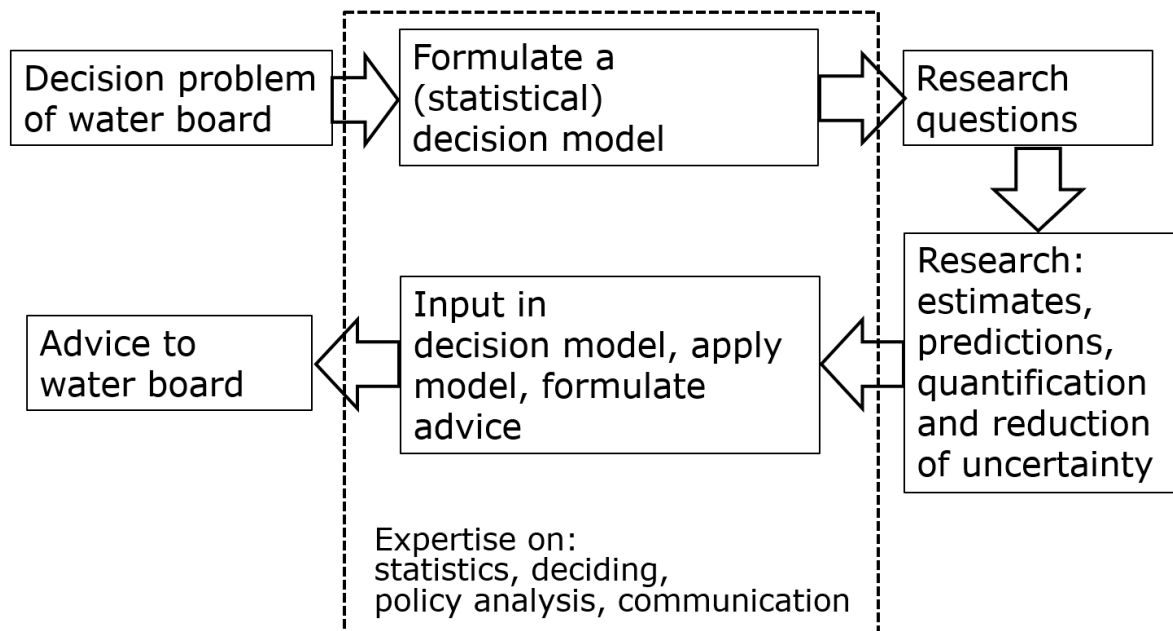 Decision problem
of water board
Formulate a
(statistical)
decision model
Research
questions
Research:
estimates,
predictions,
quantification
and reduction
of uncertainty
Input in
decision model, apply
model, formulate
advice
Advice to
water board
Expertise on:
statistics, deciding,
policy analysis, communication